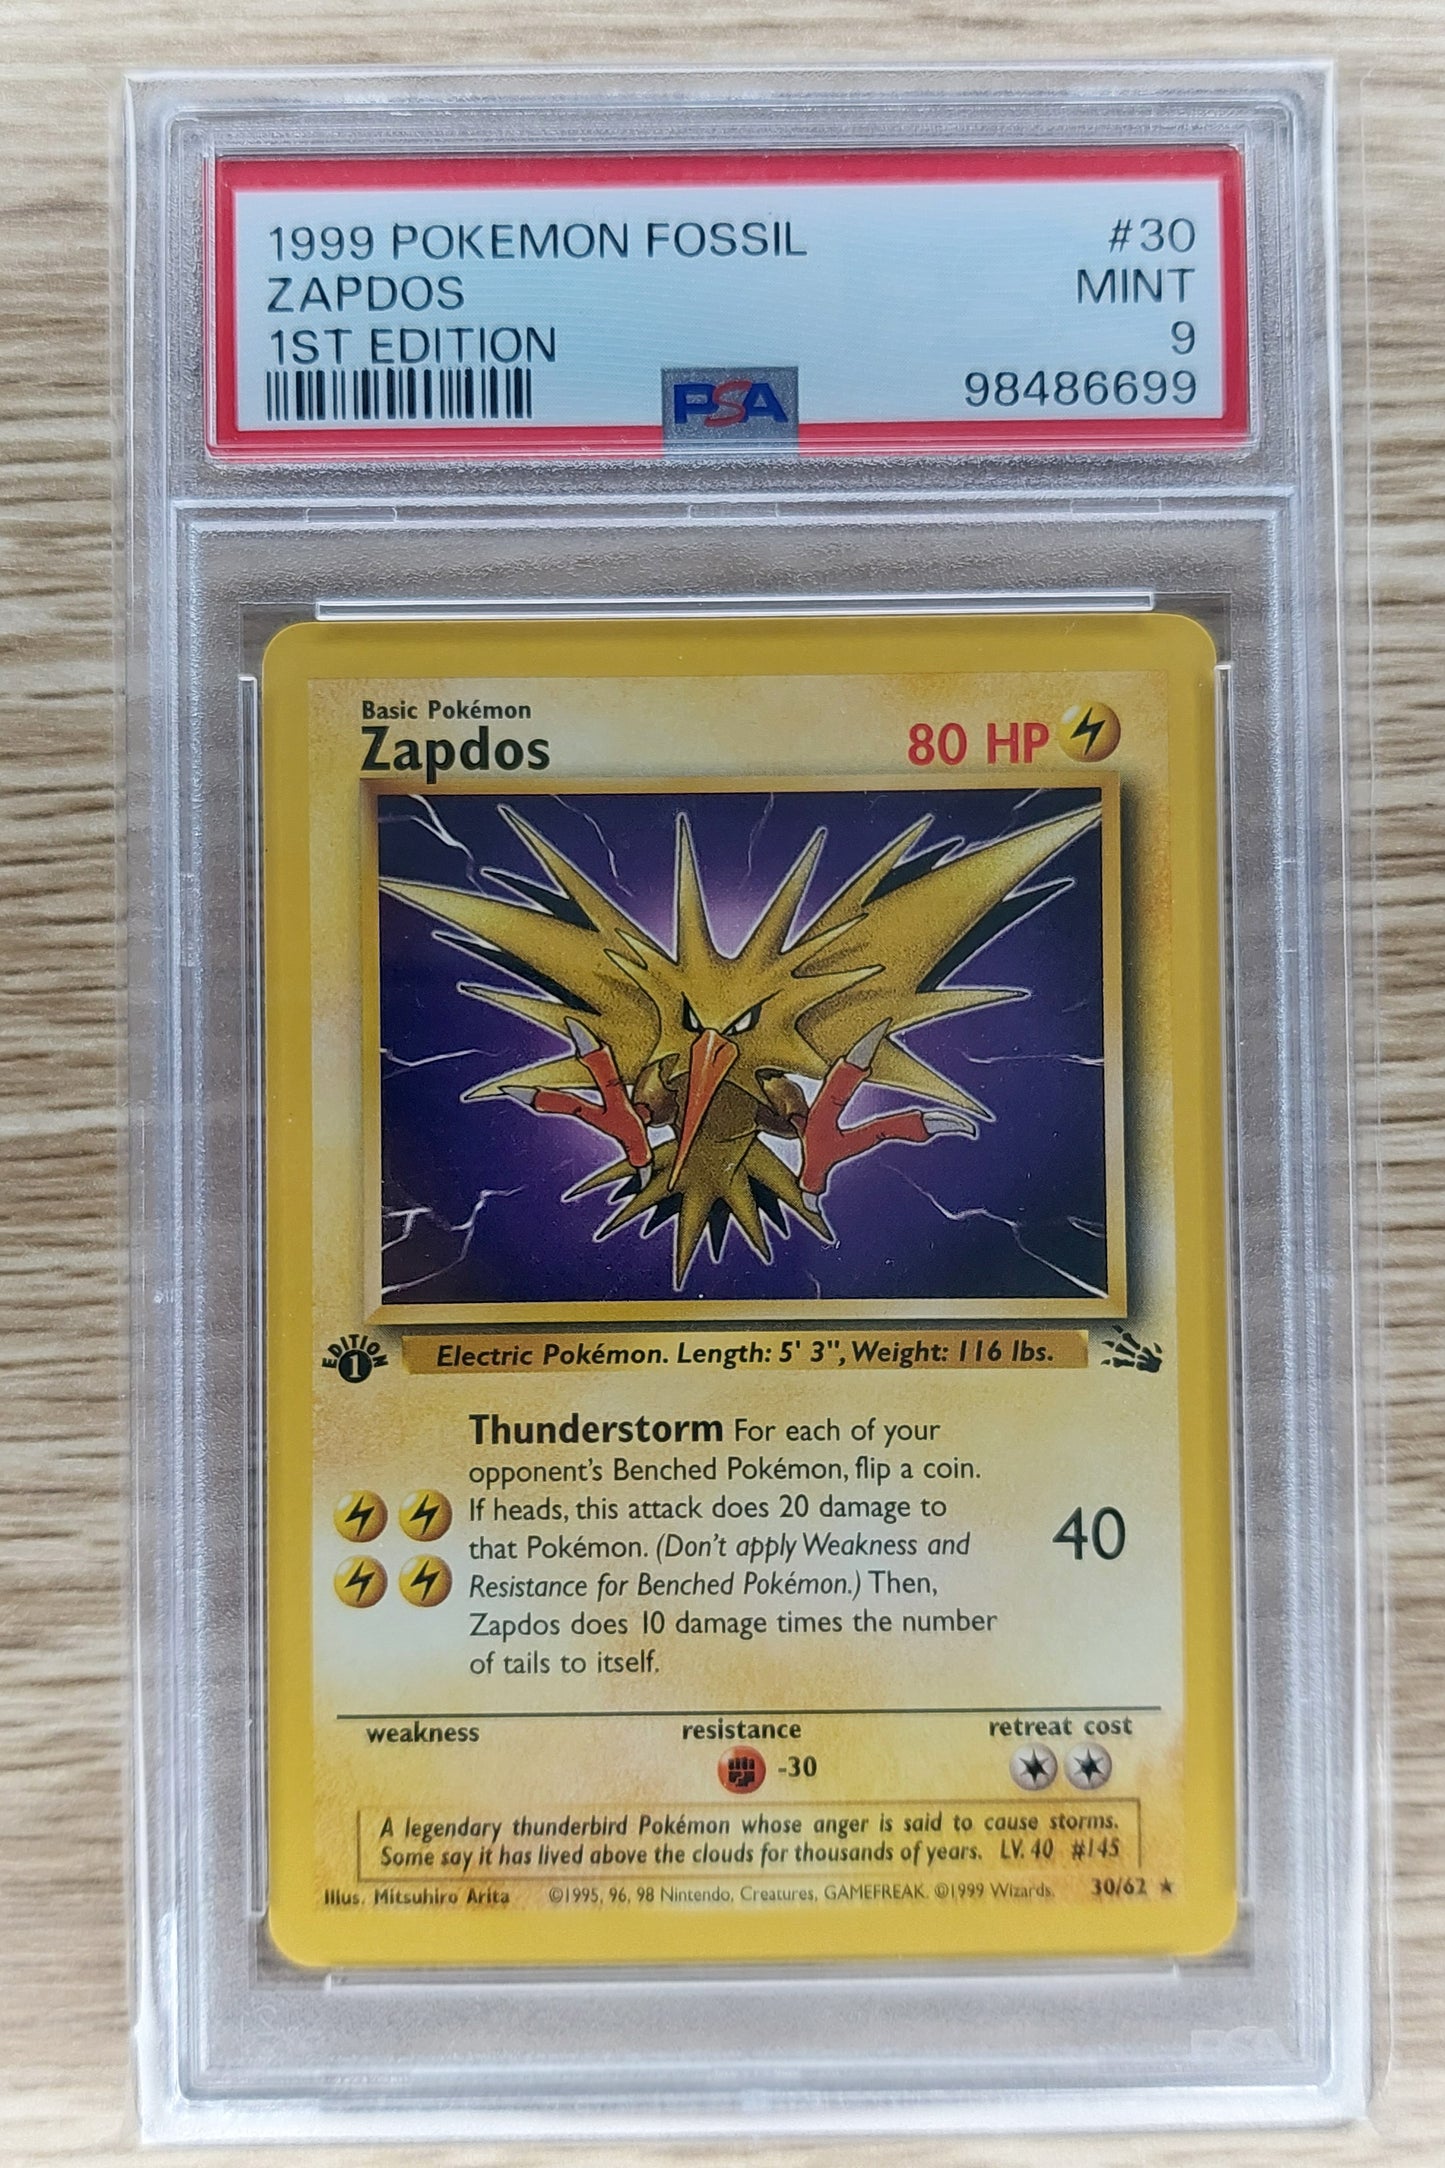 1999 POKEMON FOSSIL #30
ZAPDOS MINT
1ST EDITION 9
PSA 98486699
Basic Pokémon
Zapdos 80 HP
EDITION 1
Electric Pokémon. Length: 5' 3", Weight: 116 lbs.
Thunderstorm For each of your
opponent's Benched Pokémon, flip a coin.
If heads, this attack does 20 damage to
that Pokémon. (Don't apply Weakness and
Resistance for Benched Pokémon.) Then,
Zapdos does 10 damage times the number
of tails to itself.
40
weakness resistance retreat cost
-30
A legendary thunderbird Pokémon whose anger is said to cause storms.
Some say it has lived above the clouds for thousands of years. LV. 40 #145
Illus. Mitsuhiro Arita ©1995, 96, 98 Nintendo, Creatures, GAMEFREAK. ©1999 Wizards. 30/62 ★
PSA